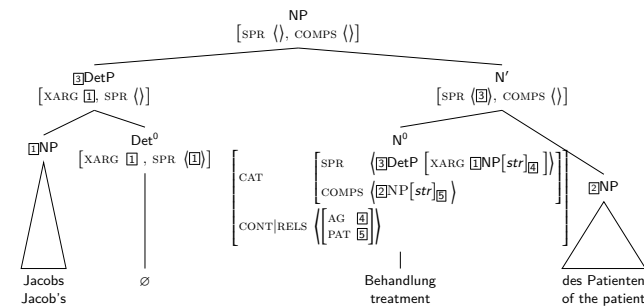 NP
[SPR ⟨⟩, COMPS ⟨⟩]
3DetP
[XARG 1, SPR ⟨⟩]
N′
[SPR ⟨3⟩, COMPS ⟨⟩]
1NP
Det⁰
[XARG 1 , SPR ⟨1⟩]
N⁰
CAT
SPR ⟨3DetP [XARG 1NP[str]4 ]⟩
COMPS ⟨2NP[str]5 ⟩
CONT|RELS
AG 4
PAT 5
2NP
Jacobs ∅ Behandlung des Patienten
Jacob's treatment of the patient